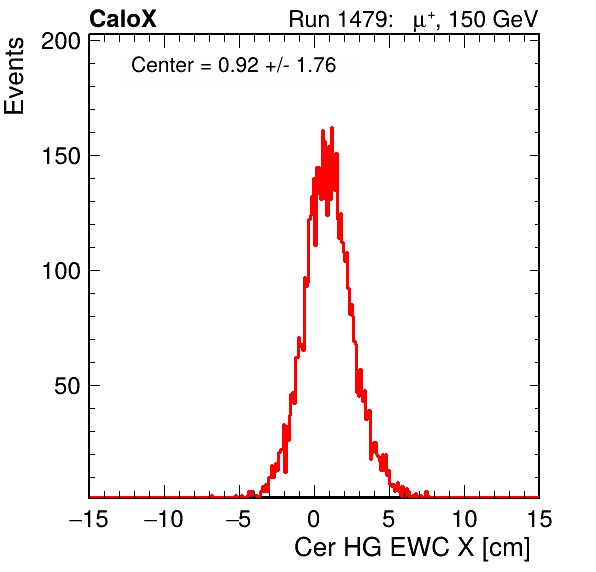 CaloX Run 1479: μ⁺, 150 GeV
Center = 0.92 +/- 1.76
Events
200
150
100
50
−15 −10 −5 0 5 10 15
Cer HG EWC X [cm]